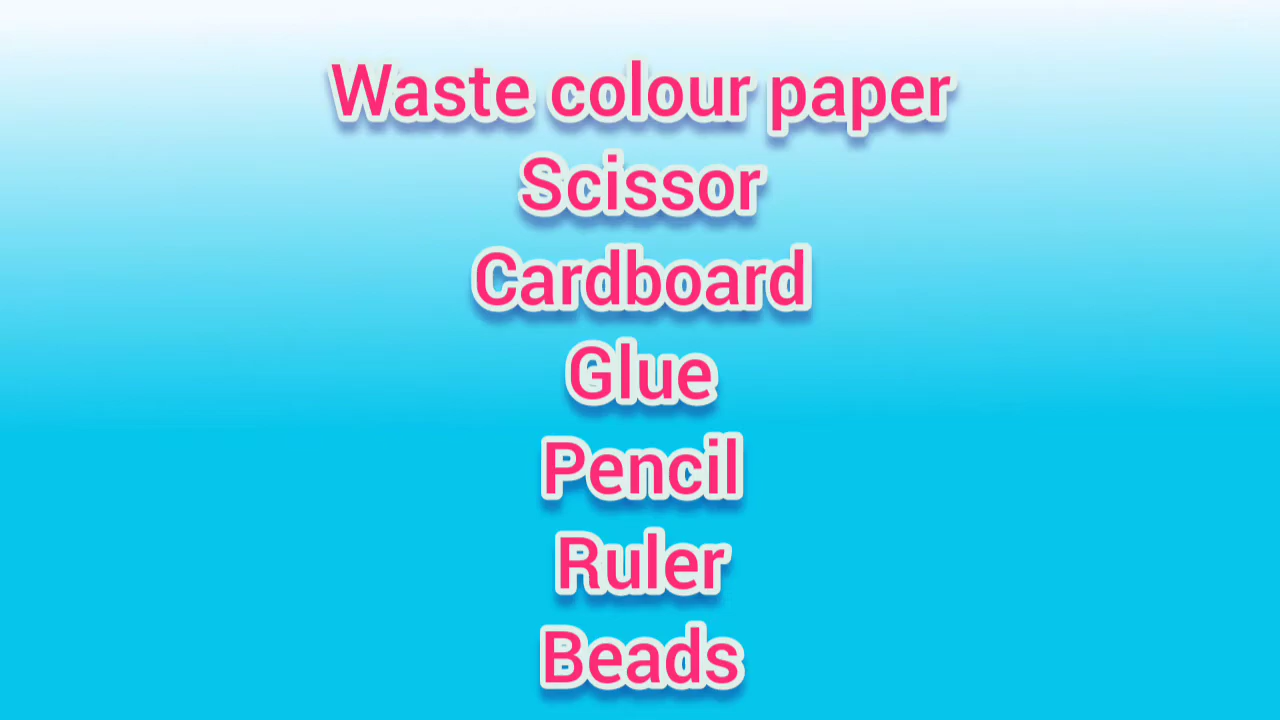 Waste colour paper
Scissor
Cardboard
Glue
Pencil
Ruler
Beads